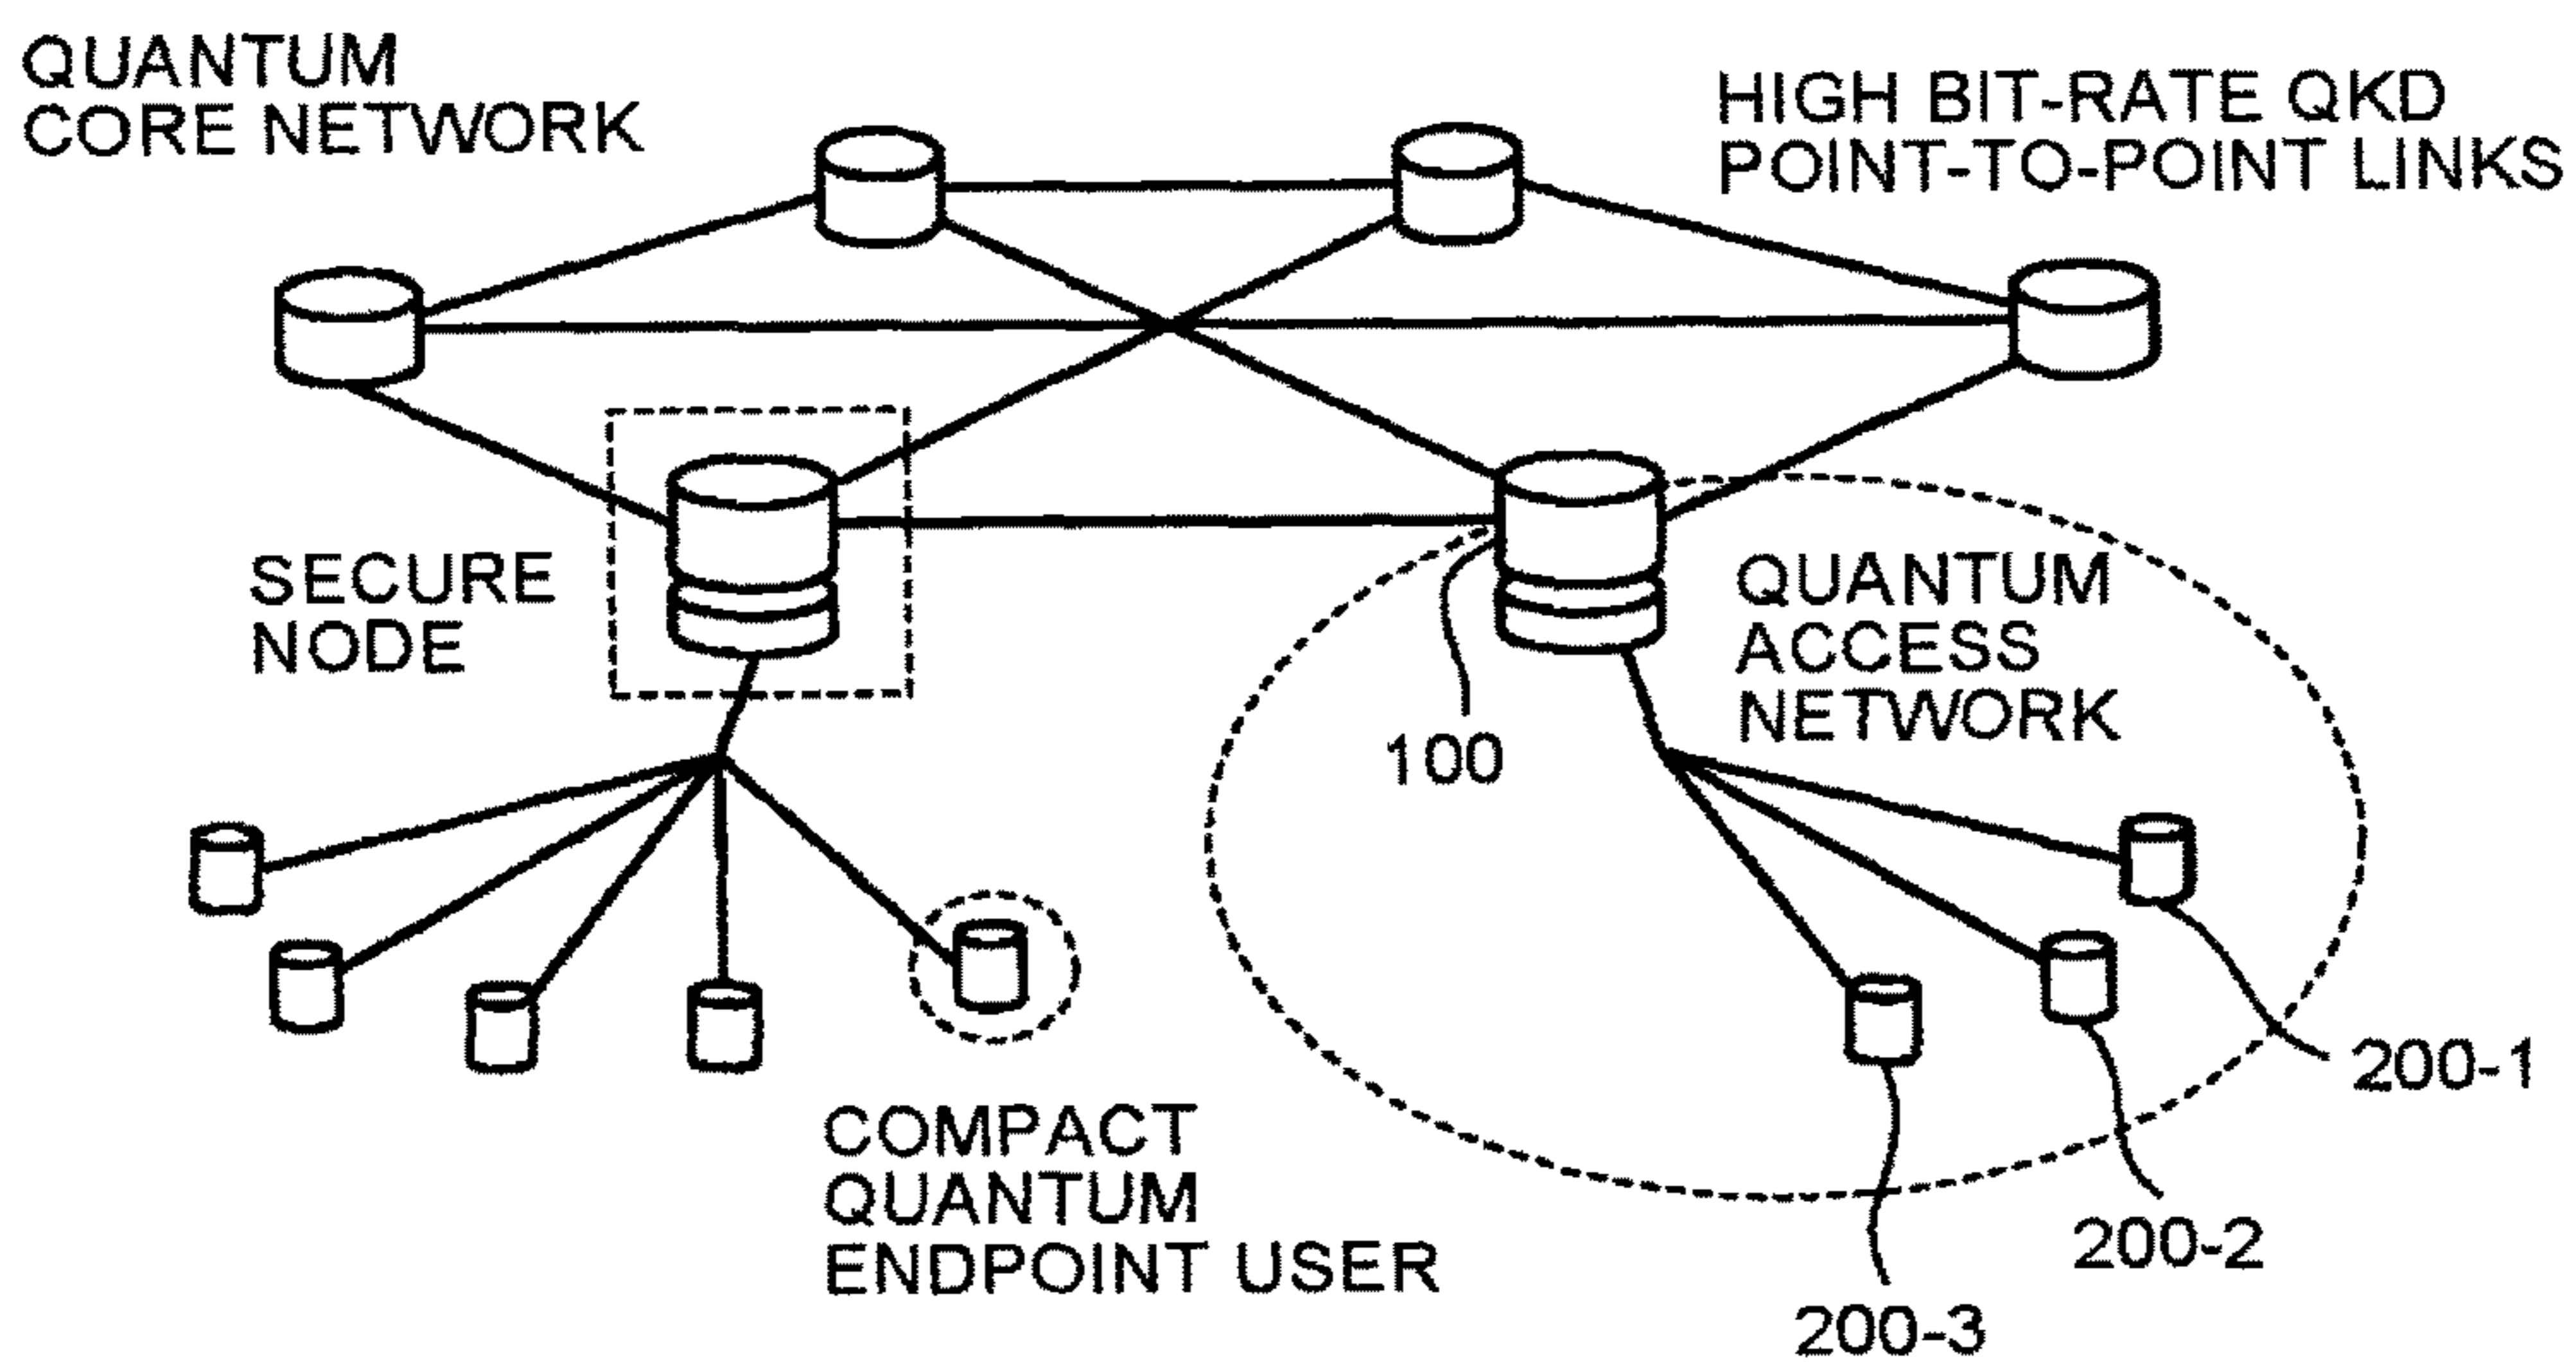 QUANTUM
CORE NETWORK
HIGH BIT-RATE QKD
POINT-TO-POINT LINKS
SECURE
NODE
QUANTUM
ACCESS
NETWORK
100
COMPACT
QUANTUM
ENDPOINT USER
200-1
200-2
200-3